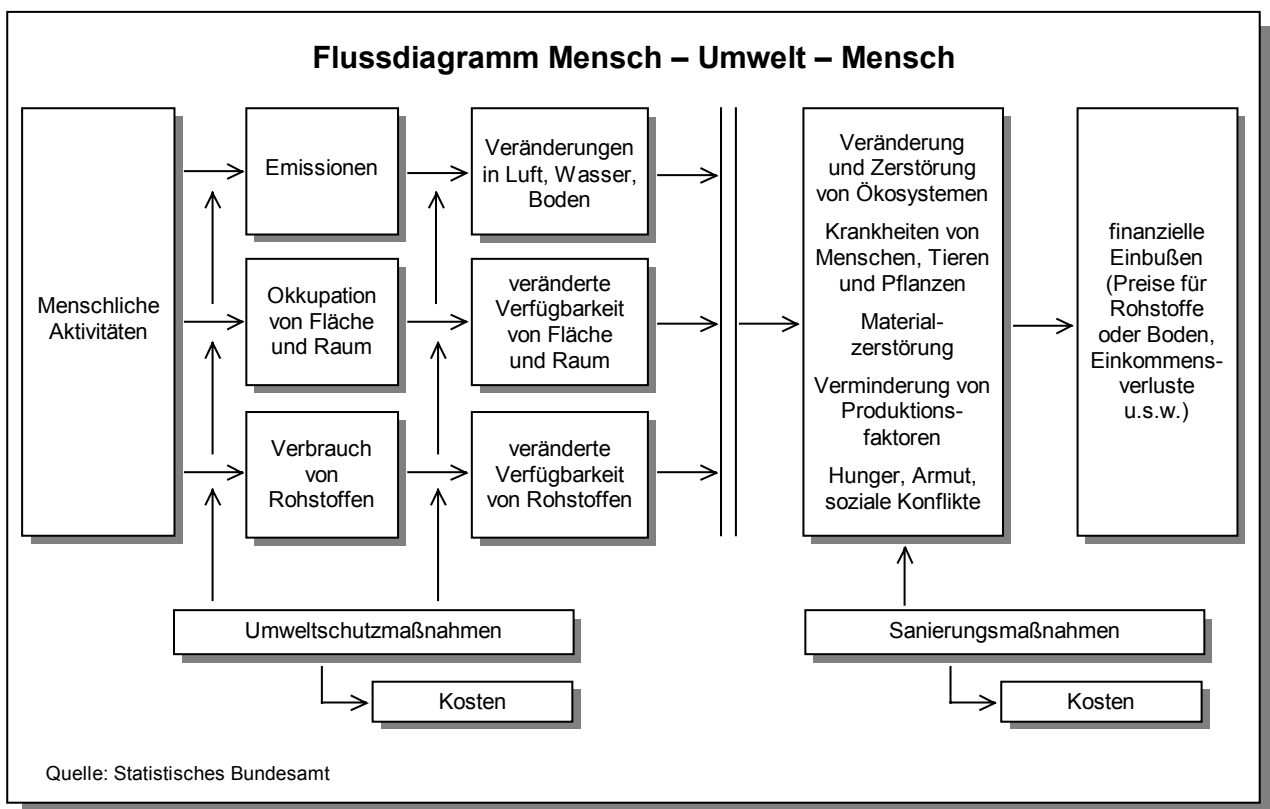 Flussdiagramm Mensch – Umwelt – Mensch
Menschliche
Aktivitäten
Emissionen
Okkupation
von Fläche
und Raum
Verbrauch
von
Rohstoffen
Veränderungen
in Luft, Wasser,
Boden
veränderte
Verfügbarkeit
von Fläche
und Raum
veränderte
Verfügbarkeit
von Rohstoffen
Veränderung
und Zerstörung
von Ökosystemen
Krankheiten von
Menschen, Tieren
und Pflanzen
Material-
zerstörung
Verminderung von
Produktions-
faktoren
Hunger, Armut,
soziale Konflikte
finanzielle
Einbußen
(Preise für
Rohstoffe
oder Boden,
Einkommens-
verluste
u.s.w.)
Umweltschutzmaßnahmen
Kosten
Sanierungsmaßnahmen
Kosten
Quelle: Statistisches Bundesamt